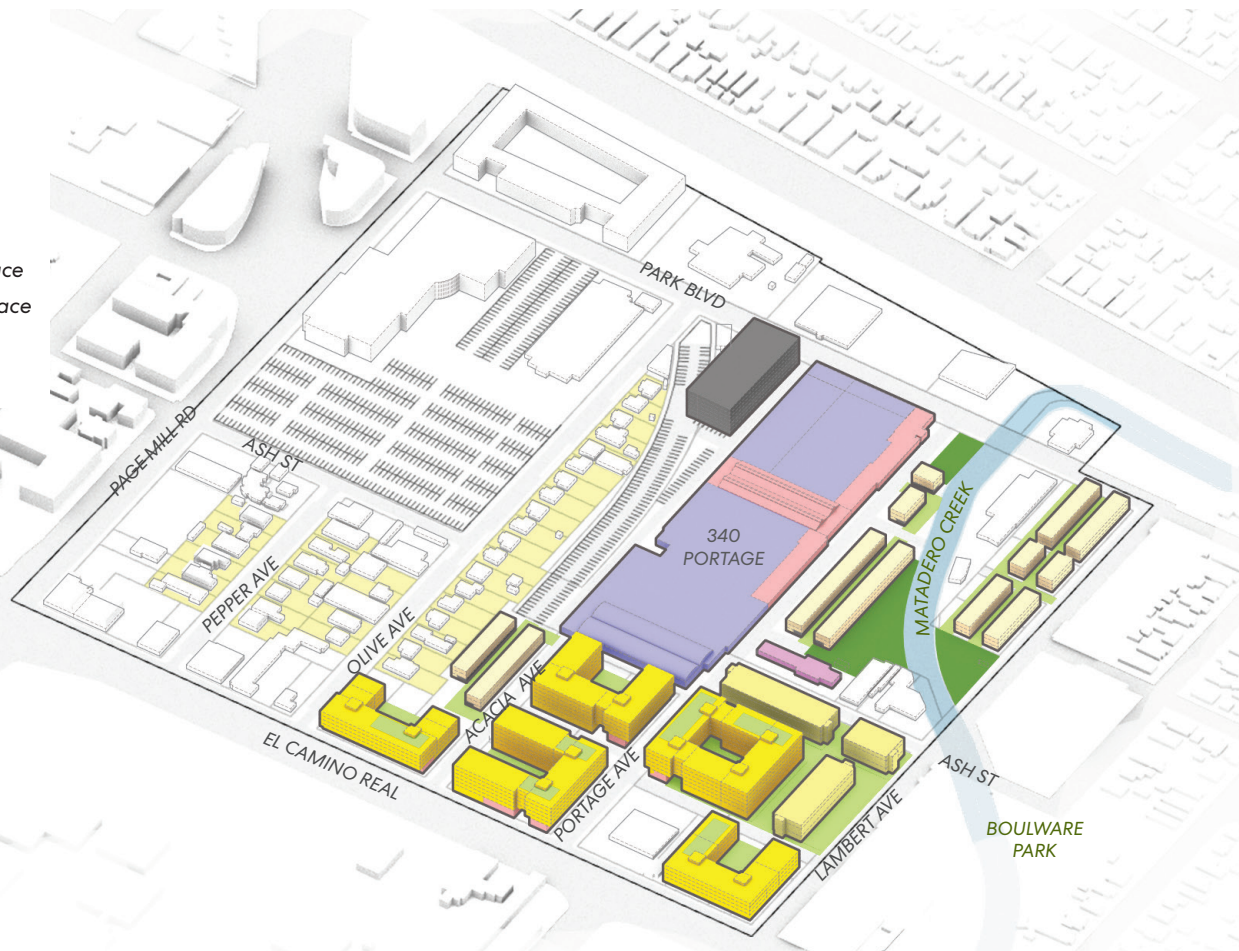 PARK BLVD
PAGE MILL RD
ASH ST
PEPPER AVE
OLIVE AVE
340
PORTAGE
MATADERO CREEK
ACACIA AVE
EL CAMINO REAL
PORTAGE AVE
ASH ST
LAMBERT AVE
BOULWARE
PARK